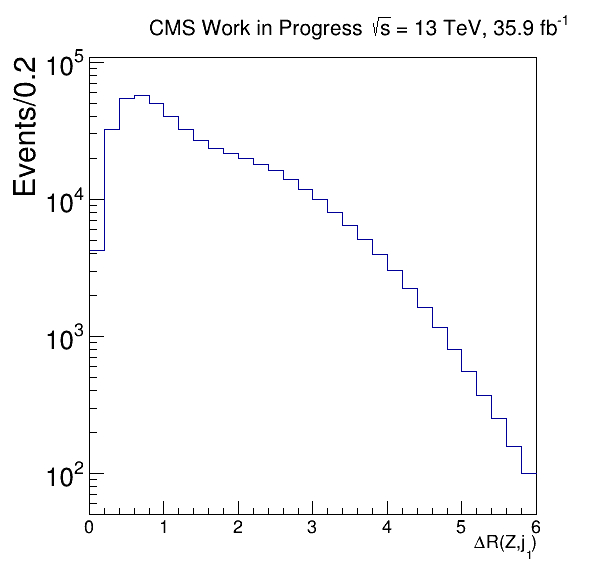 CMS Work in Progress √s = 13 TeV, 35.9 fb⁻¹
Events/0.2
10⁵
10⁴
10³
10²
0 1 2 3 4 5 6
ΔR(Z,j₁)